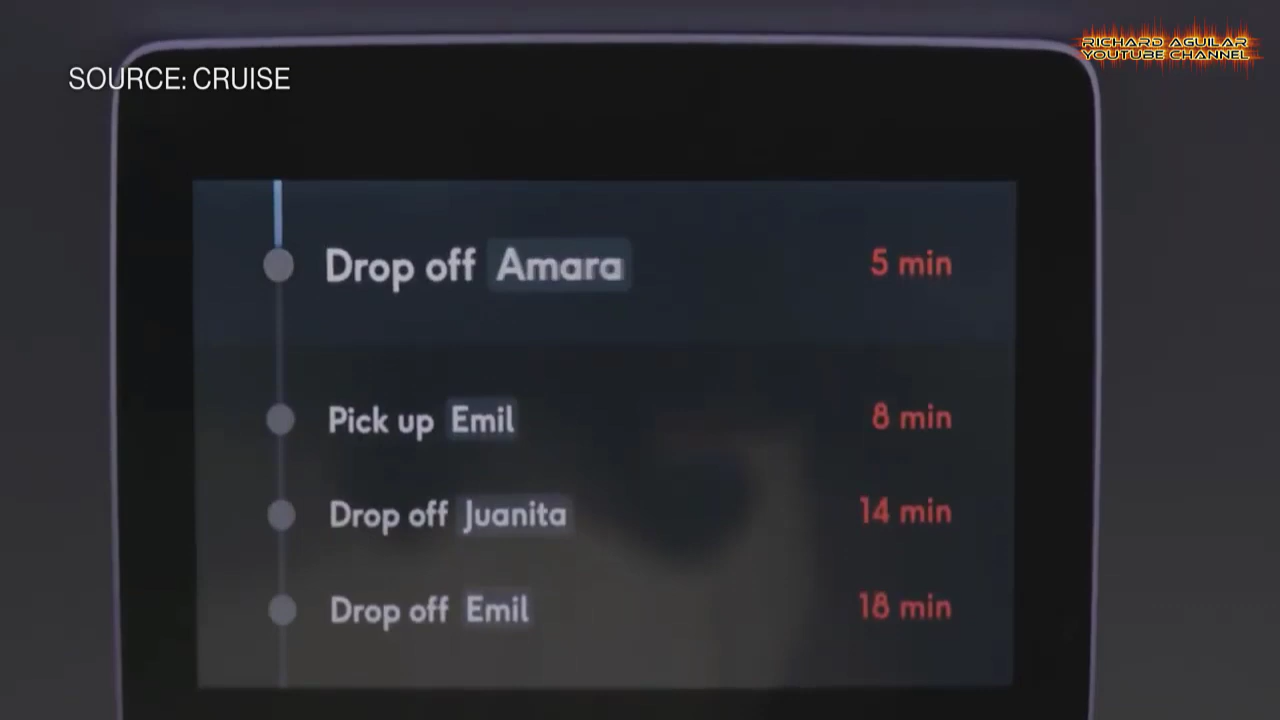 SOURCE: CRUISE
RICHARD AGUILAR
YOUTUBE CHANNEL
Drop off Amara 5 min
Pick up Emil 8 min
Drop off Juanita 14 min
Drop off Emil 18 min